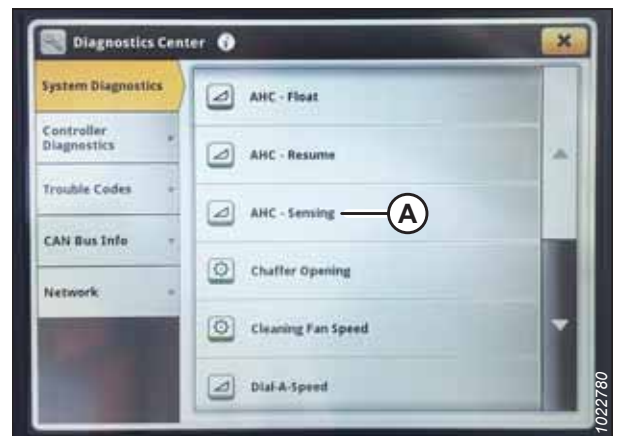 Diagnostics Center i
System Diagnostics
Controller
Diagnostics
Trouble Codes
CAN Bus Info
Network
AHC - Float
AHC - Resume
AHC - Sensing
A
Chaffer Opening
Cleaning Fan Speed
Dial-A-Speed
1022780